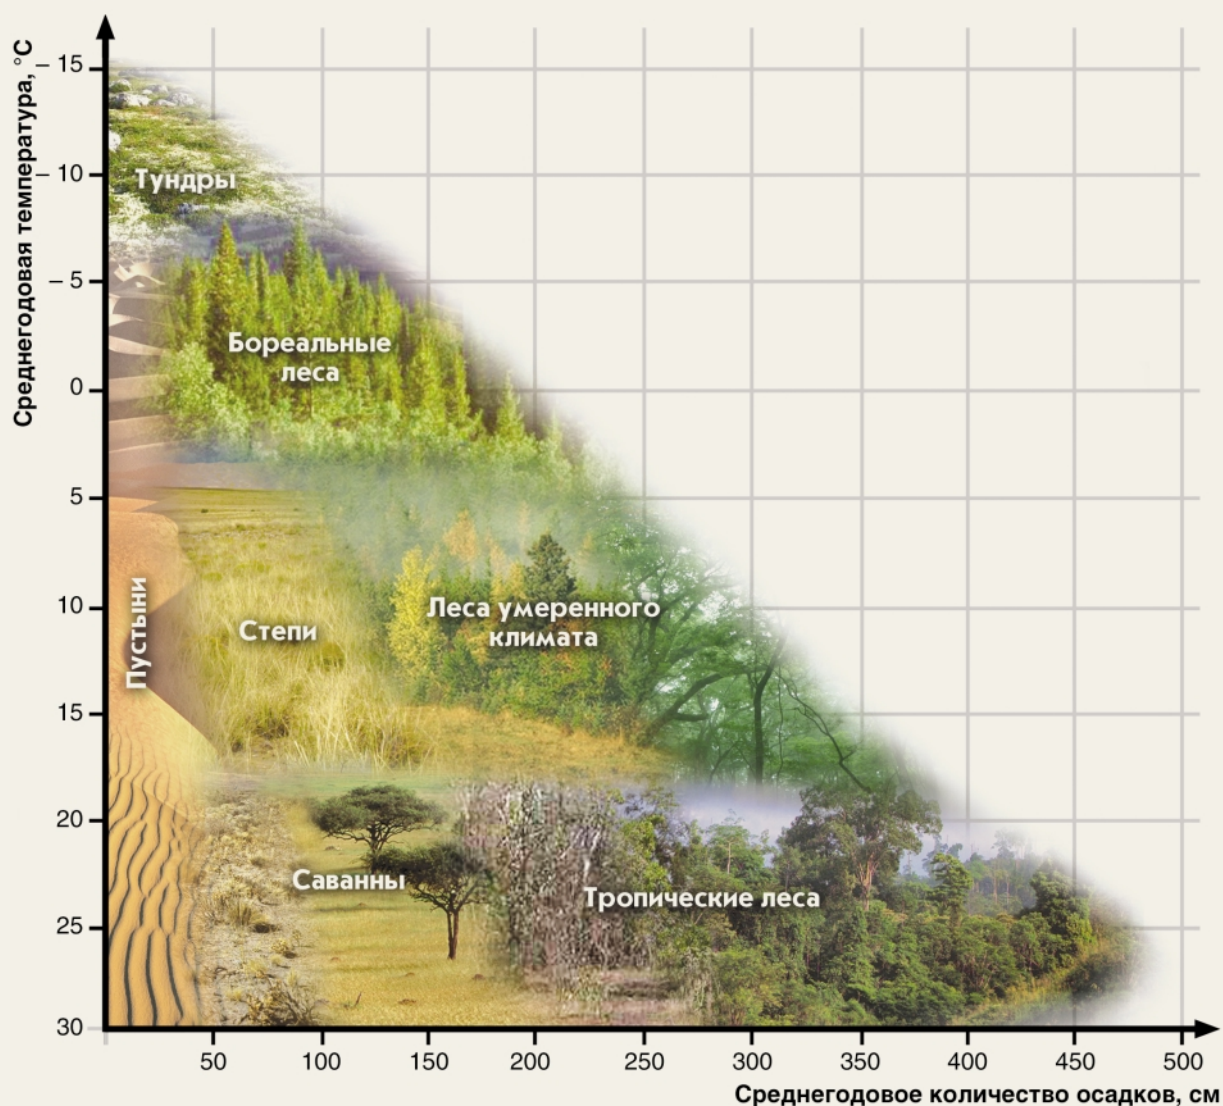 Среднегодовая температура, °C
– 15
– 10
– 5
0
5
10
15
20
25
30
Тундры
Бореальные
леса
Пустыни
Степи
Леса умеренного
климата
Саванны
Тропические леса
50
100
150
200
250
300
350
400
450
500
Среднегодовое количество осадков, см